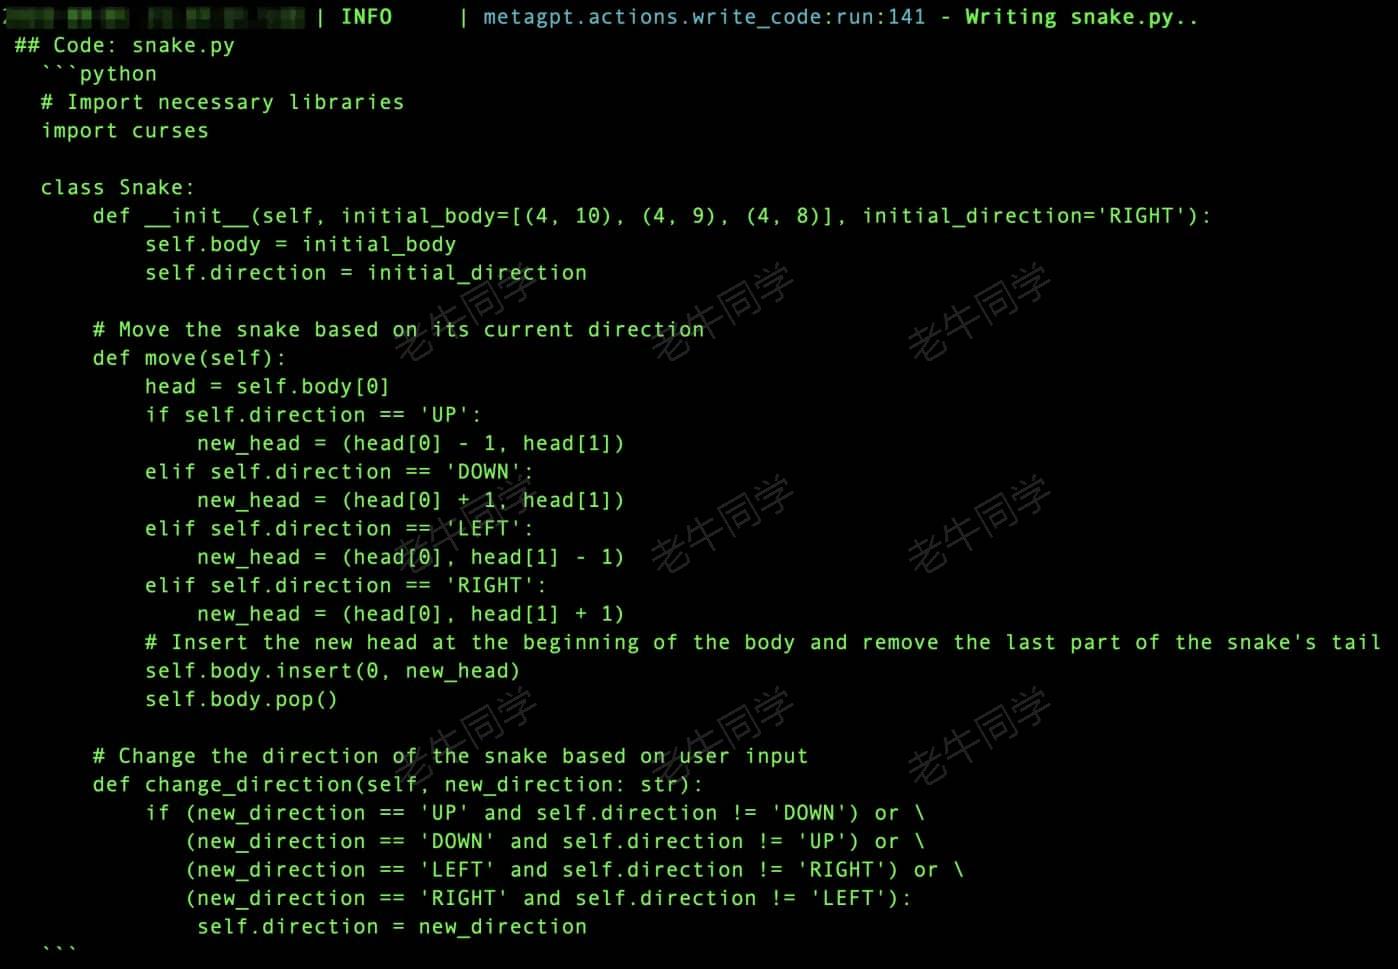 | INFO     | metagpt.actions.write_code:run:141 - Writing snake.py..
## Code: snake.py
```python
# Import necessary libraries
import curses

class Snake:
    def __init__(self, initial_body=[(4, 10), (4, 9), (4, 8)], initial_direction='RIGHT'):
        self.body = initial_body
        self.direction = initial_direction

    # Move the snake based on its current direction
    def move(self):
        head = self.body[0]
        if self.direction == 'UP':
            new_head = (head[0] - 1, head[1])
        elif self.direction == 'DOWN':
            new_head = (head[0] + 1, head[1])
        elif self.direction == 'LEFT':
            new_head = (head[0], head[1] - 1)
        elif self.direction == 'RIGHT':
            new_head = (head[0], head[1] + 1)
        # Insert the new head at the beginning of the body and remove the last part of the snake's tail
        self.body.insert(0, new_head)
        self.body.pop()

    # Change the direction of the snake based on user input
    def change_direction(self, new_direction: str):
        if (new_direction == 'UP' and self.direction != 'DOWN') or \
           (new_direction == 'DOWN' and self.direction != 'UP') or \
           (new_direction == 'LEFT' and self.direction != 'RIGHT') or \
           (new_direction == 'RIGHT' and self.direction != 'LEFT'):
            self.direction = new_direction
```
老牛同学 老牛同学 老牛同学
老牛同学 老牛同学 老牛同学
老牛同学 老牛同学 老牛同学